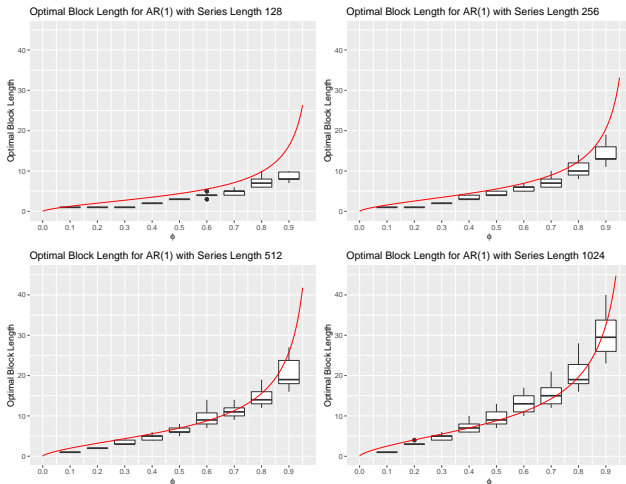 Optimal Block Length for AR(1) with Series Length 128
Optimal Block Length
40
30
20
10
0
0.0 0.1 0.2 0.3 0.4 0.5 0.6 0.7 0.8 0.9
ϕ
Optimal Block Length for AR(1) with Series Length 256
Optimal Block Length
40
30
20
10
0
0.0 0.1 0.2 0.3 0.4 0.5 0.6 0.7 0.8 0.9
ϕ
Optimal Block Length for AR(1) with Series Length 512
Optimal Block Length
40
30
20
10
0
0.0 0.1 0.2 0.3 0.4 0.5 0.6 0.7 0.8 0.9
ϕ
Optimal Block Length for AR(1) with Series Length 1024
Optimal Block Length
40
30
20
10
0
0.0 0.1 0.2 0.3 0.4 0.5 0.6 0.7 0.8 0.9
ϕ